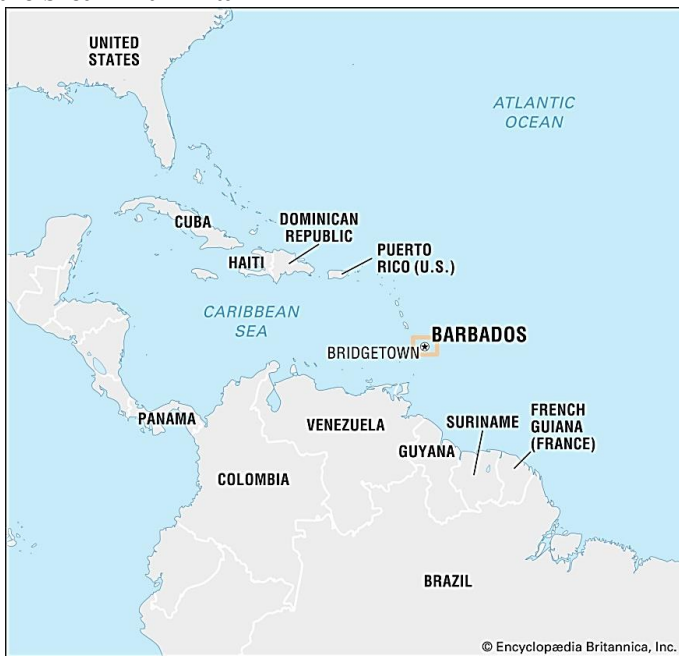 UNITED
STATES
ATLANTIC
OCEAN
CUBA
DOMINICAN
REPUBLIC
HAITI
PUERTO
RICO (U.S.)
CARIBBEAN
SEA
BARBADOS
BRIDGETOWN
PANAMA
VENEZUELA
SURINAME
FRENCH
GUIANA
(FRANCE)
GUYANA
COLOMBIA
BRAZIL
© Encyclopædia Britannica, Inc.